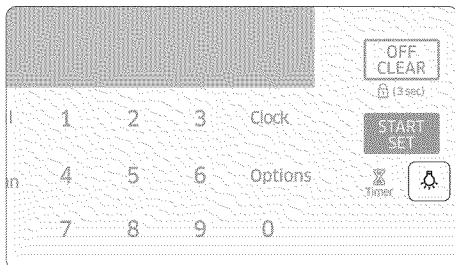 OFF
CLEAR
(3 sec)
1 2 3 Clock
START
SET
4 5 6 Options
Timer
7 8 9 0